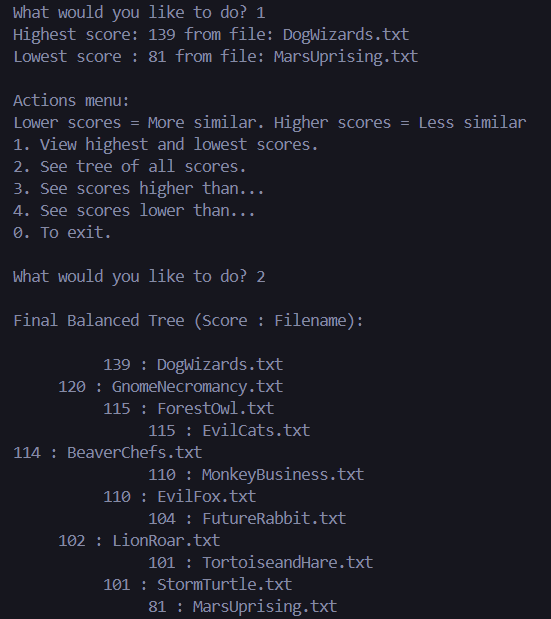 What would you like to do? 1
Highest score: 139 from file: DogWizards.txt
Lowest score : 81 from file: MarsUprising.txt

Actions menu:
Lower scores = More similar. Higher scores = Less similar
1. View highest and lowest scores.
2. See tree of all scores.
3. See scores higher than...
4. See scores lower than...
0. To exit.

What would you like to do? 2

Final Balanced Tree (Score : Filename):

          139 : DogWizards.txt
     120 : GnomeNecromancy.txt
          115 : ForestOwl.txt
               115 : EvilCats.txt
114 : BeaverChefs.txt
               110 : MonkeyBusiness.txt
          110 : EvilFox.txt
               104 : FutureRabbit.txt
     102 : LionRoar.txt
               101 : TortoiseandHare.txt
          101 : StormTurtle.txt
               81 : MarsUprising.txt